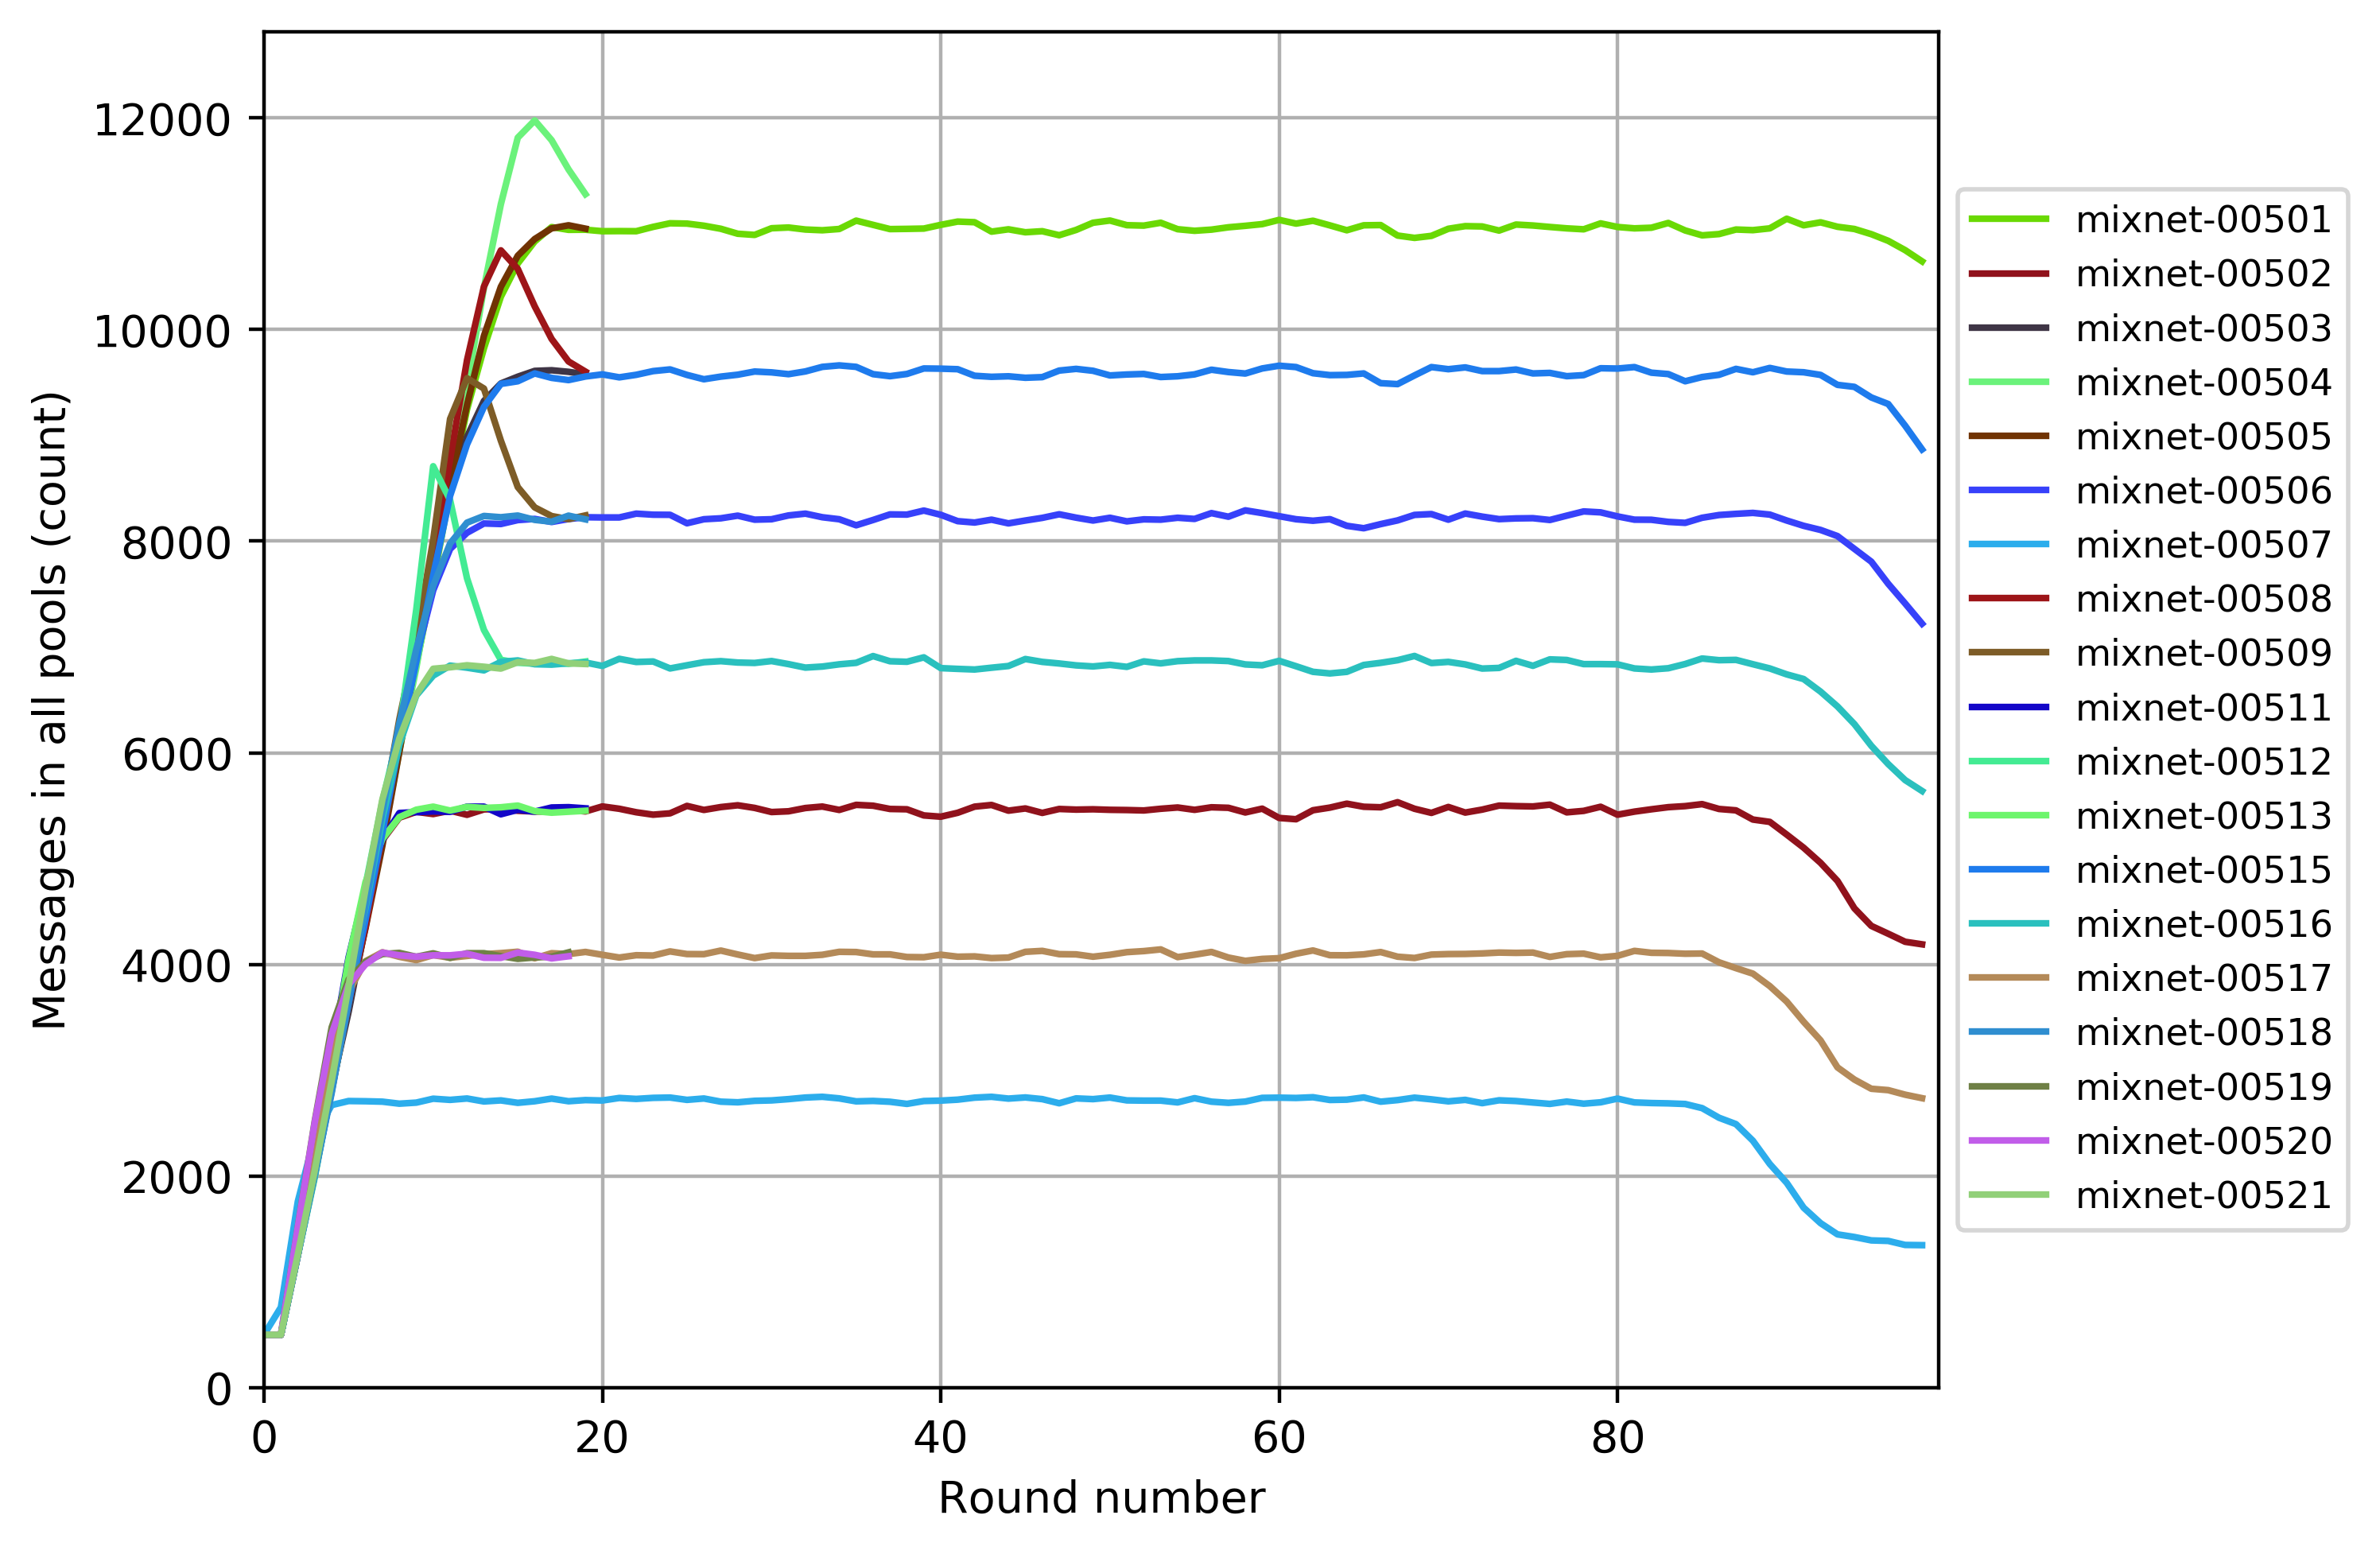 12000
10000
8000
6000
4000
2000
0
Messages in all pools (count)
0 20 40 60 80
Round number
mixnet-00501
mixnet-00502
mixnet-00503
mixnet-00504
mixnet-00505
mixnet-00506
mixnet-00507
mixnet-00508
mixnet-00509
mixnet-00511
mixnet-00512
mixnet-00513
mixnet-00515
mixnet-00516
mixnet-00517
mixnet-00518
mixnet-00519
mixnet-00520
mixnet-00521